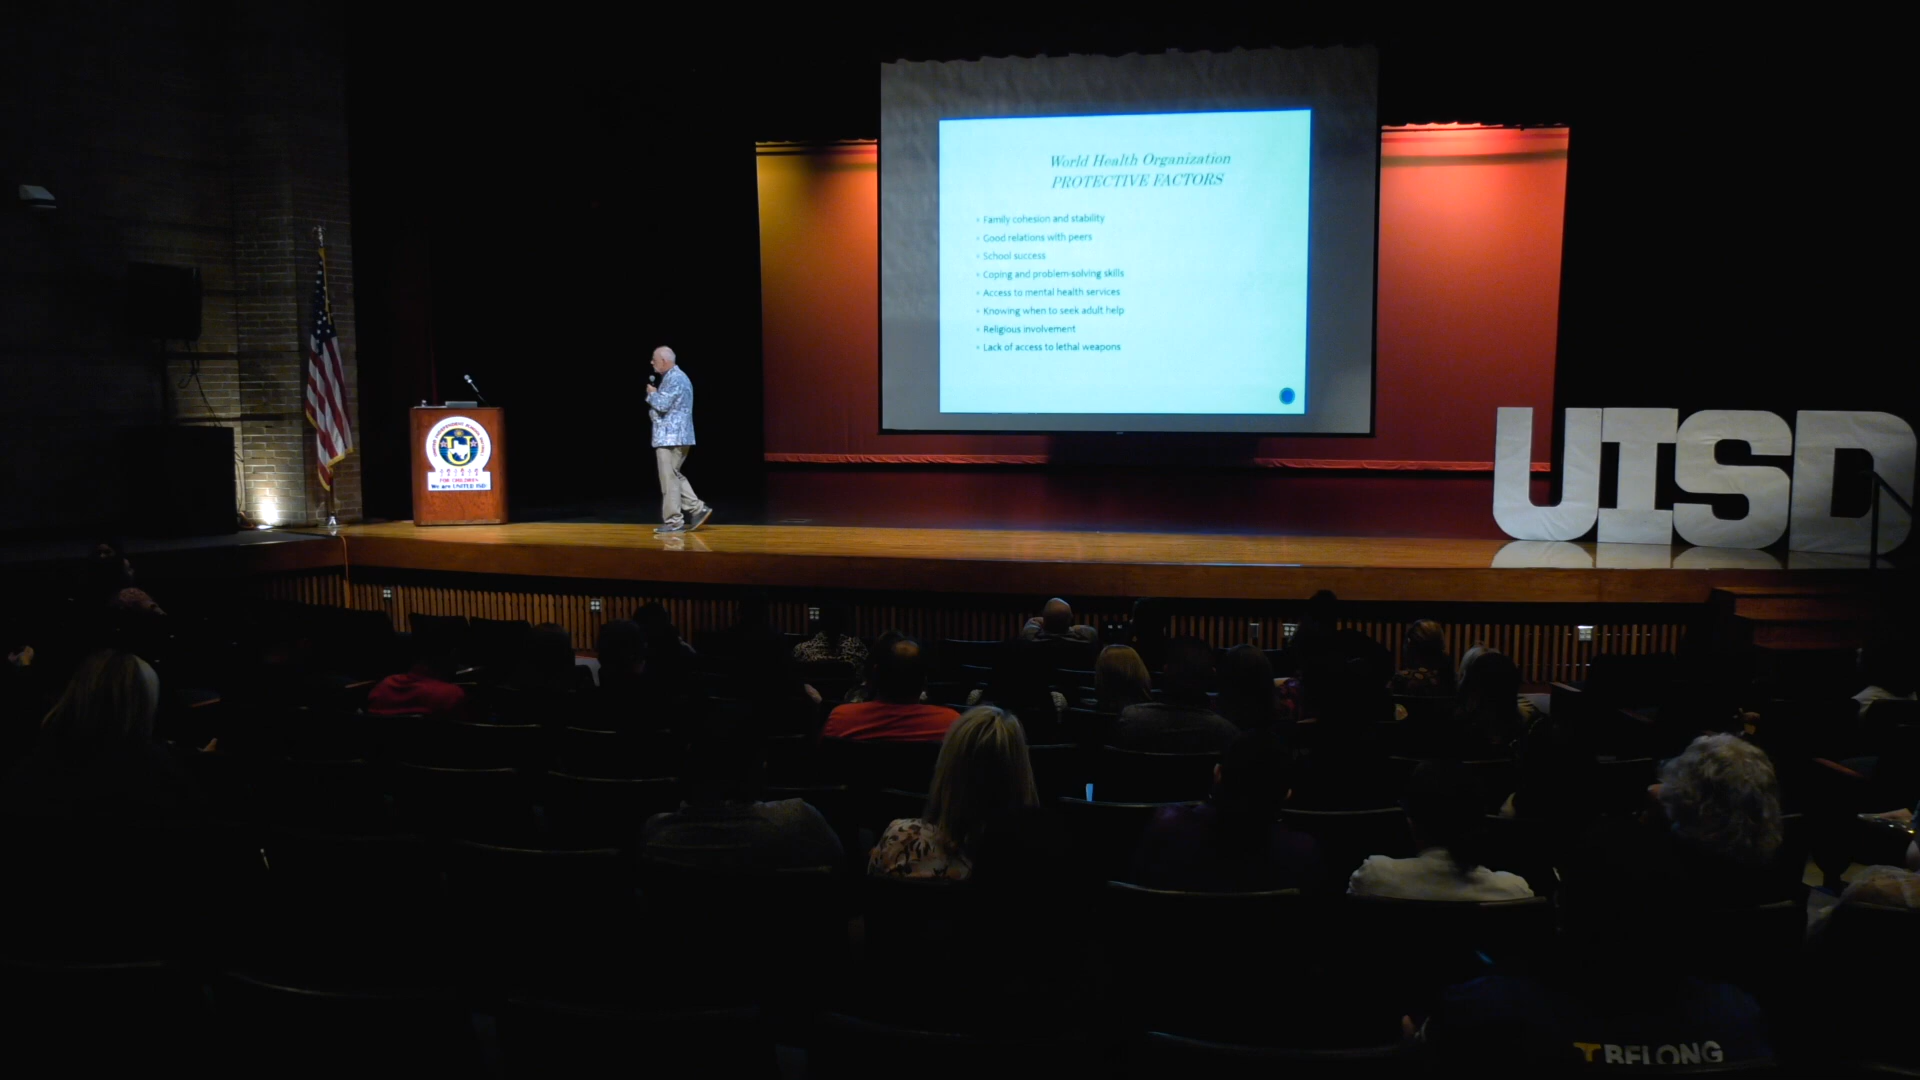 World Health Organization
PROTECTIVE FACTORS
Family cohesion and stability
Good relations with peers
School success
Coping and problem-solving skills
Access to mental health services
Knowing when to seek adult help
Religious involvement
Lack of access to lethal weapons
UISD
FOR CHILDREN
We are UNITED ISD
BELONG